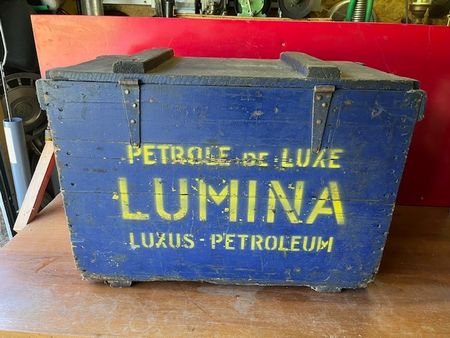 PETROLE DE LUXE
LUMINA
LUXUS - PETROLEUM